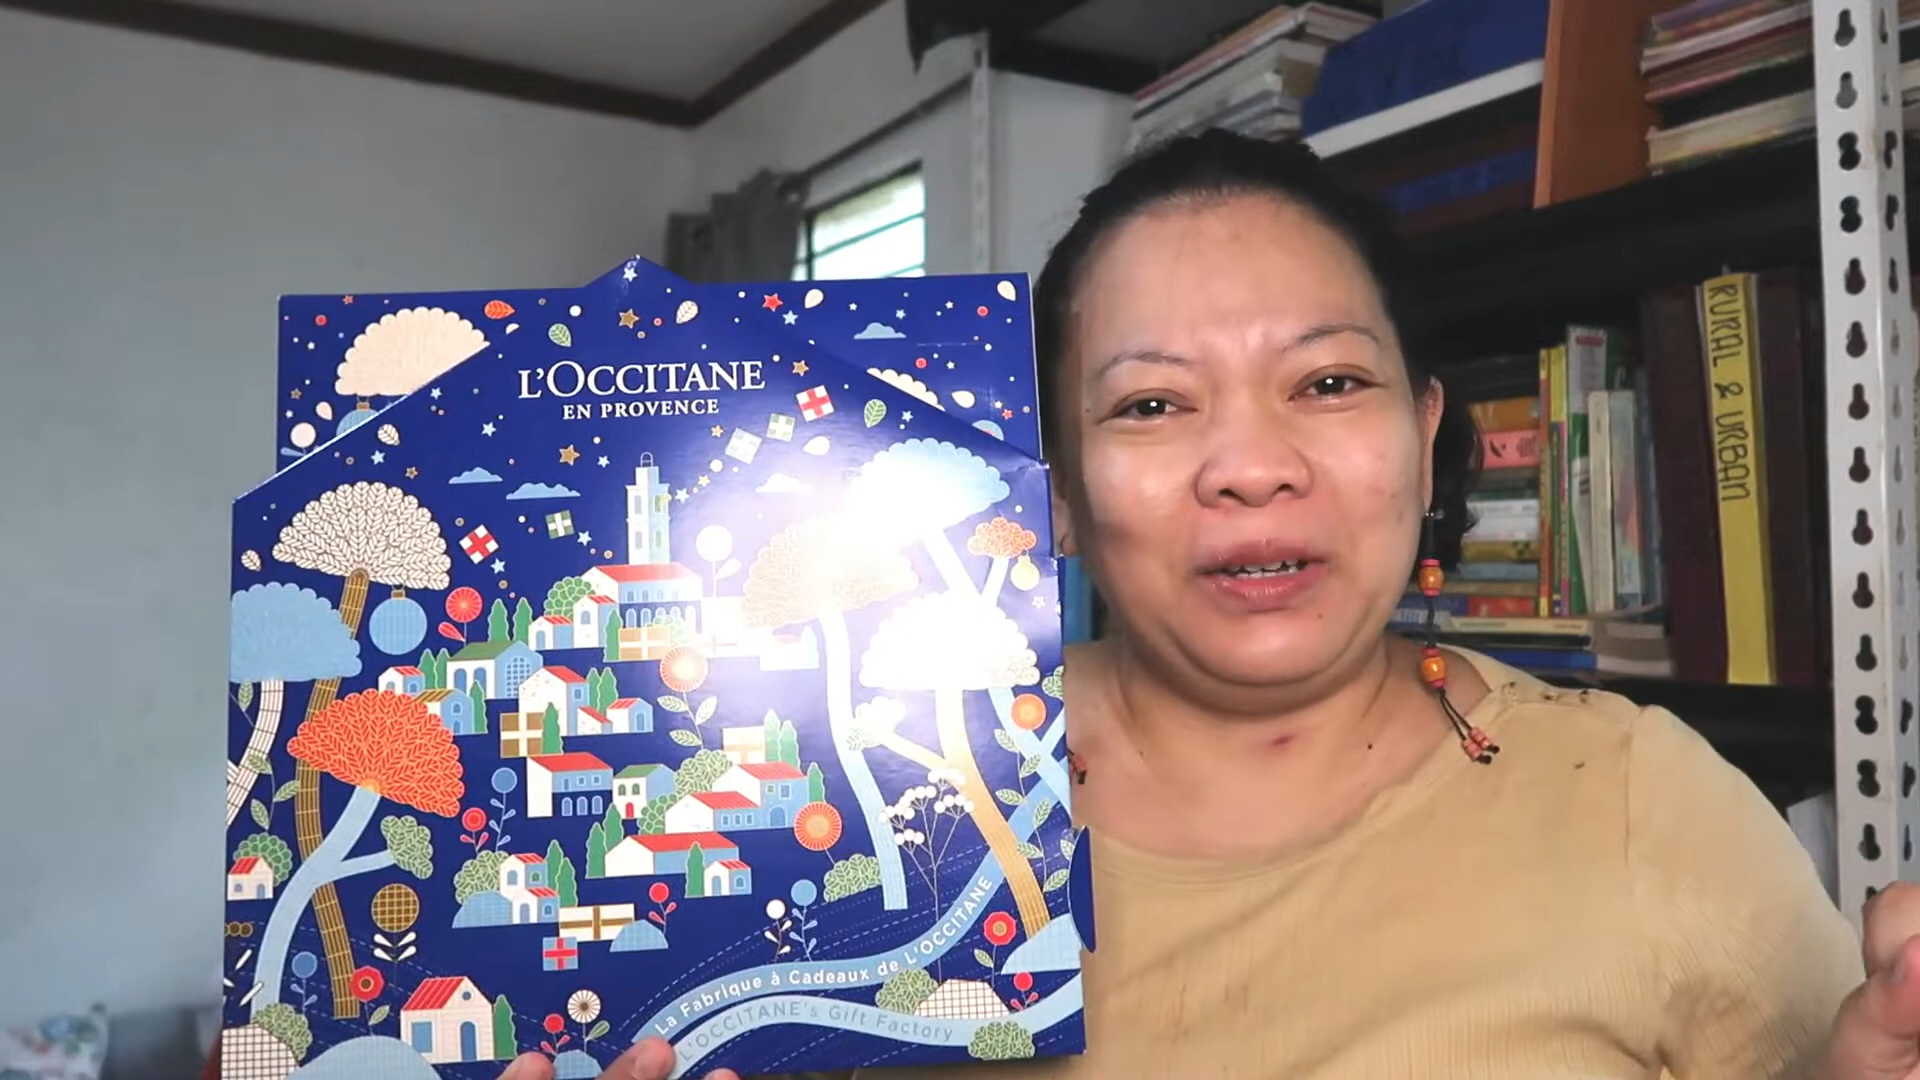 L'OCCITANE
EN PROVENCE
La Fabrique à Cadeaux de L'OCCITANE
L'OCCITANE's Gift Factory
RURAL & URBAN